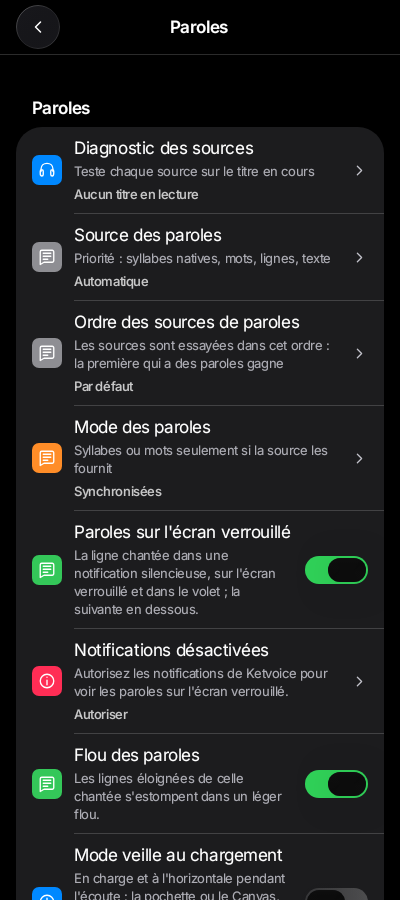 Paroles
Paroles
Diagnostic des sources
Teste chaque source sur le titre en cours
Aucun titre en lecture
Source des paroles
Priorité : syllabes natives, mots, lignes, texte
Automatique
Ordre des sources de paroles
Les sources sont essayées dans cet ordre :
la première qui a des paroles gagne
Par défaut
Mode des paroles
Syllabes ou mots seulement si la source les
fournit
Synchronisées
Paroles sur l'écran verrouillé
La ligne chantée dans une
notification silencieuse, sur l'écran
verrouillé et dans le volet ; la
suivante en dessous.
Notifications désactivées
Autorisez les notifications de Ketvoice pour
voir les paroles sur l'écran verrouillé.
Autoriser
Flou des paroles
Les lignes éloignées de celle
chantée s'estompent dans un léger
flou.
Mode veille au chargement
En charge et à l'horizontale pendant
l'écoute : la pochette ou le Canvas,